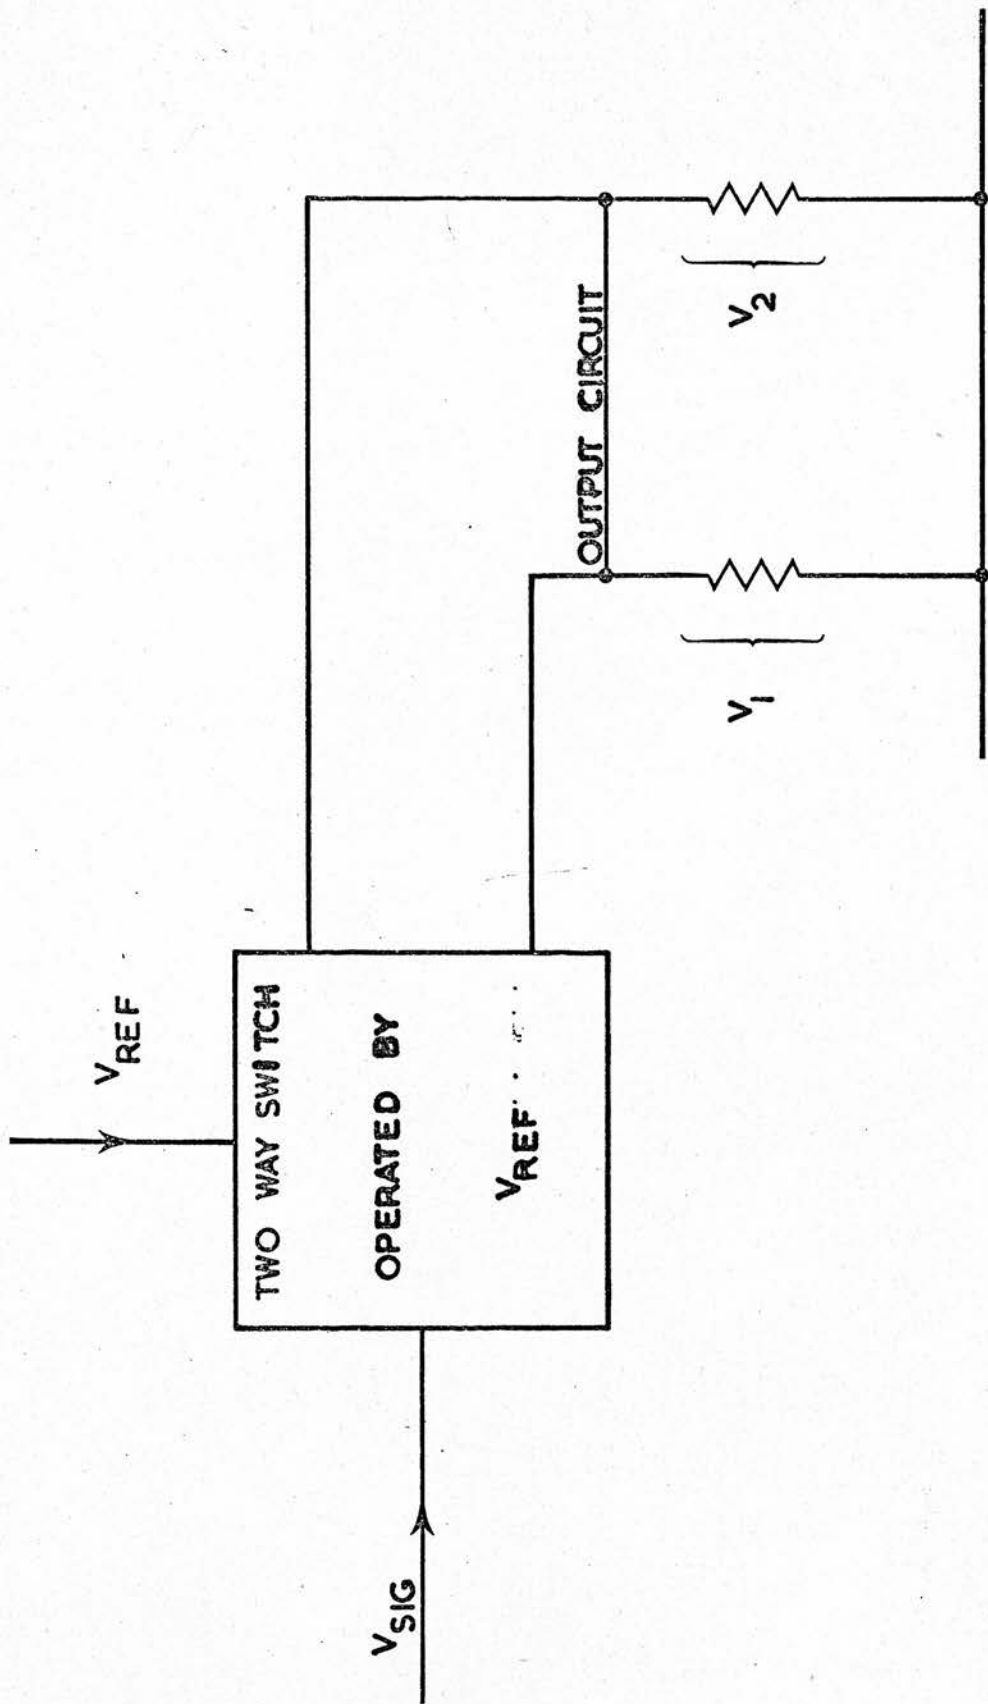 V_REF
V_SIG
TWO WAY SWITCH
OPERATED BY
V_REF
OUTPUT CIRCUIT
V_1
V_2